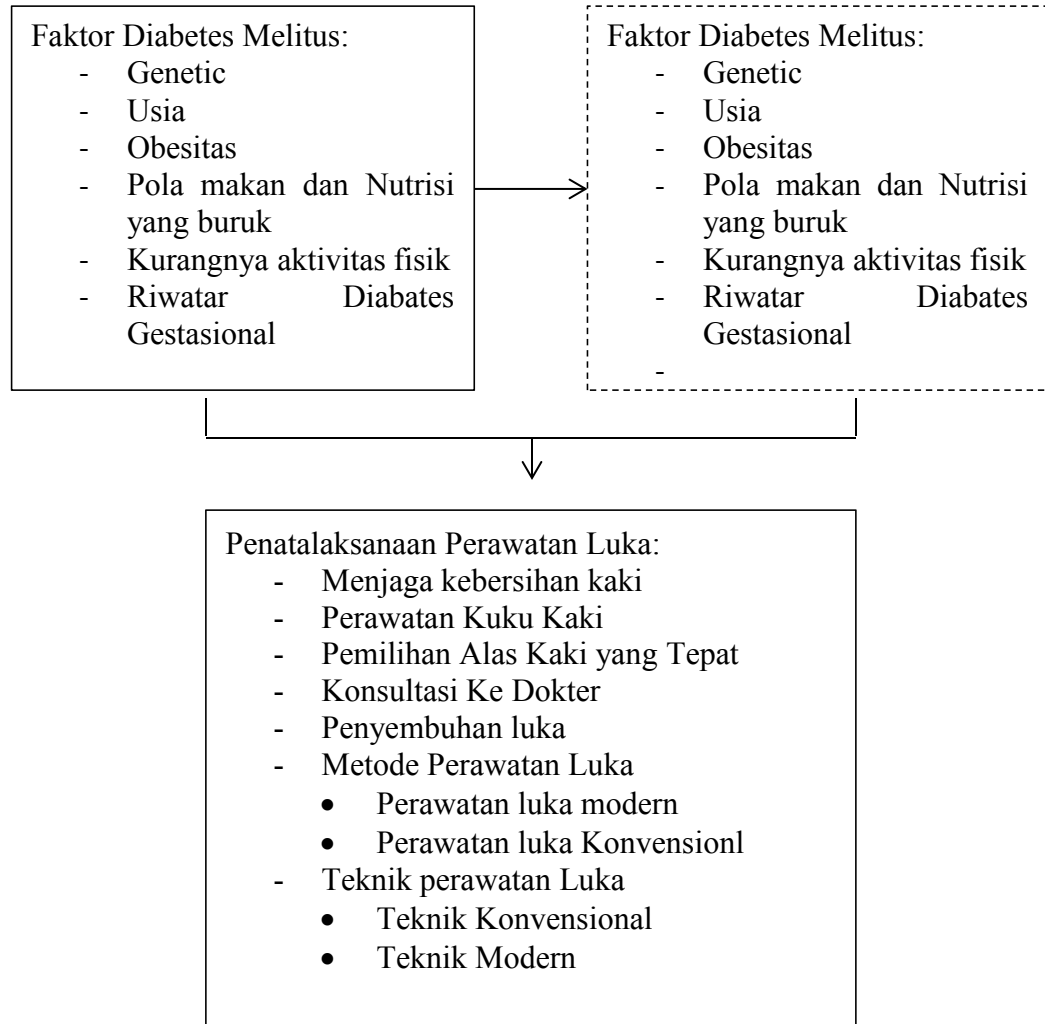 Faktor Diabetes Melitus:
- Genetic
- Usia
- Obesitas
- Pola makan dan Nutrisi
yang buruk
- Kurangnya aktivitas fisik
- Riwatar Diabates
Gestasional
Faktor Diabetes Melitus:
- Genetic
- Usia
- Obesitas
- Pola makan dan Nutrisi
yang buruk
- Kurangnya aktivitas fisik
- Riwatar Diabates
Gestasional
-
Penatalaksanaan Perawatan Luka:
- Menjaga kebersihan kaki
- Perawatan Kuku Kaki
- Pemilihan Alas Kaki yang Tepat
- Konsultasi Ke Dokter
- Penyembuhan luka
- Metode Perawatan Luka
• Perawatan luka modern
• Perawatan luka Konvensionl
- Teknik perawatan Luka
• Teknik Konvensional
• Teknik Modern